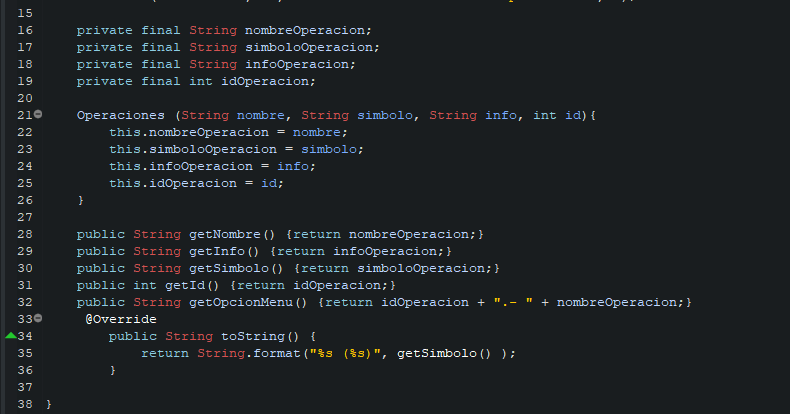 15
16 private final String nombreOperacion;
17 private final String simboloOperacion;
18 private final String infoOperacion;
19 private final int idOperacion;
20
21 Operaciones (String nombre, String simbolo, String info, int id){
22 this.nombreOperacion = nombre;
23 this.simboloOperacion = simbolo;
24 this.infoOperacion = info;
25 this.idOperacion = id;
26 }
27
28 public String getNombre() {return nombreOperacion;}
29 public String getInfo() {return infoOperacion;}
30 public String getSimbolo() {return simboloOperacion;}
31 public int getId() {return idOperacion;}
32 public String getOpcionMenu() {return idOperacion + ".- " + nombreOperacion;}
33 @Override
34 public String toString() {
35 return String.format("%s (%s)", getSimbolo() );
36 }
37
38 }